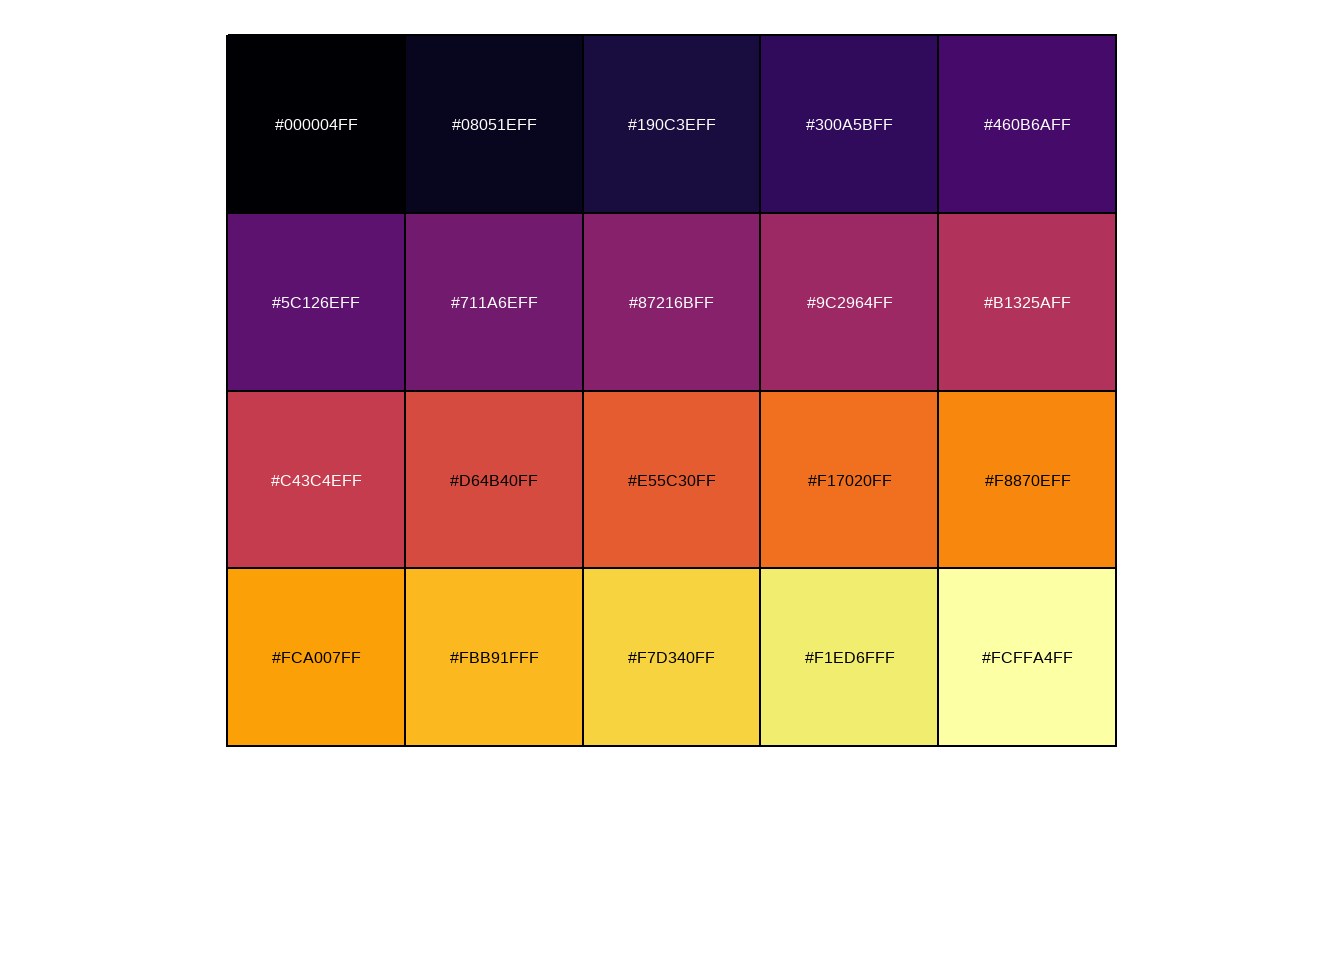 #000004FF #08051EFF #190C3EFF #300A5BFF #460B6AFF
#5C126EFF #711A6EFF #87216BFF #9C2964FF #B1325AFF
#C43C4EFF #D64B40FF #E55C30FF #F17020FF #F8870EFF
#FCA007FF #FBB91FFF #F7D340FF #F1ED6FFF #FCFFA4FF